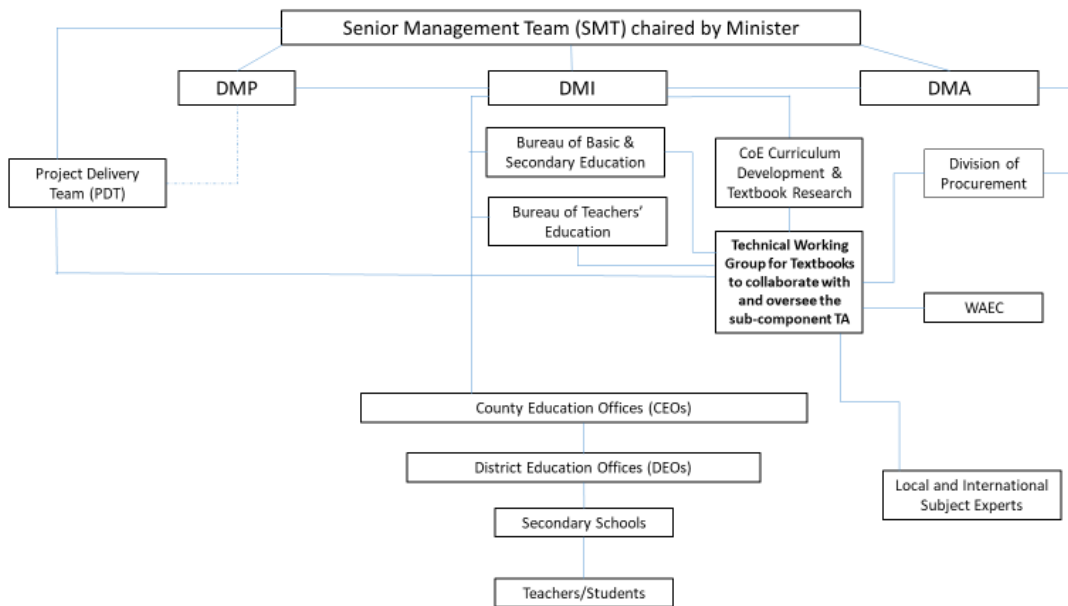 Senior Management Team (SMT) chaired by Minister
DMP
DMI
DMA
Bureau of Basic &
Secondary Education
CoE Curriculum
Development &
Textbook Research
Division of
Procurement
Project Delivery
Team (PDT)
Bureau of Teachers'
Education
Technical Working
Group for Textbooks
to collaborate with
and oversee the
sub-component TA
WAEC
County Education Offices (CEOs)
District Education Offices (DEOs)
Local and International
Subject Experts
Secondary Schools
Teachers/Students